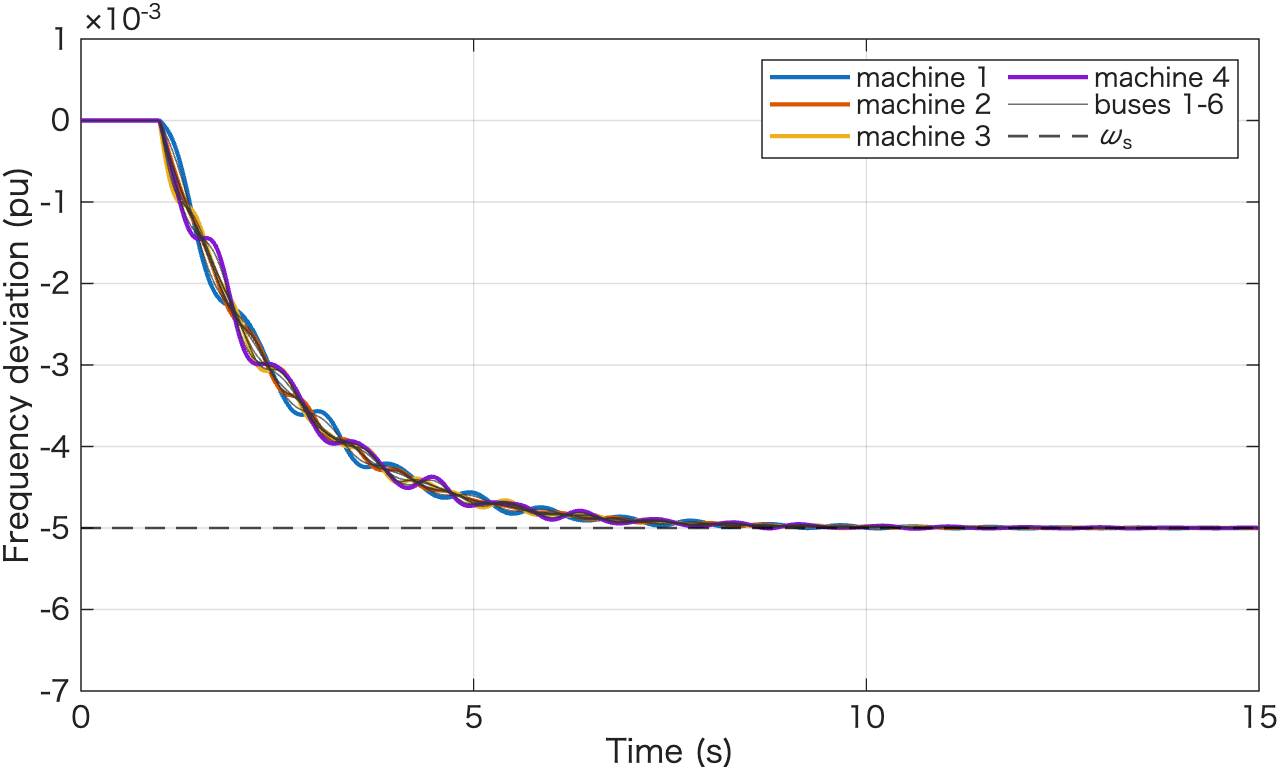 ×10⁻³
1
0
-1
-2
-3
-4
-5
-6
-7
Frequency deviation (pu)
0 5 10 15
Time (s)
machine 1 machine 4
machine 2 buses 1-6
machine 3 ωs